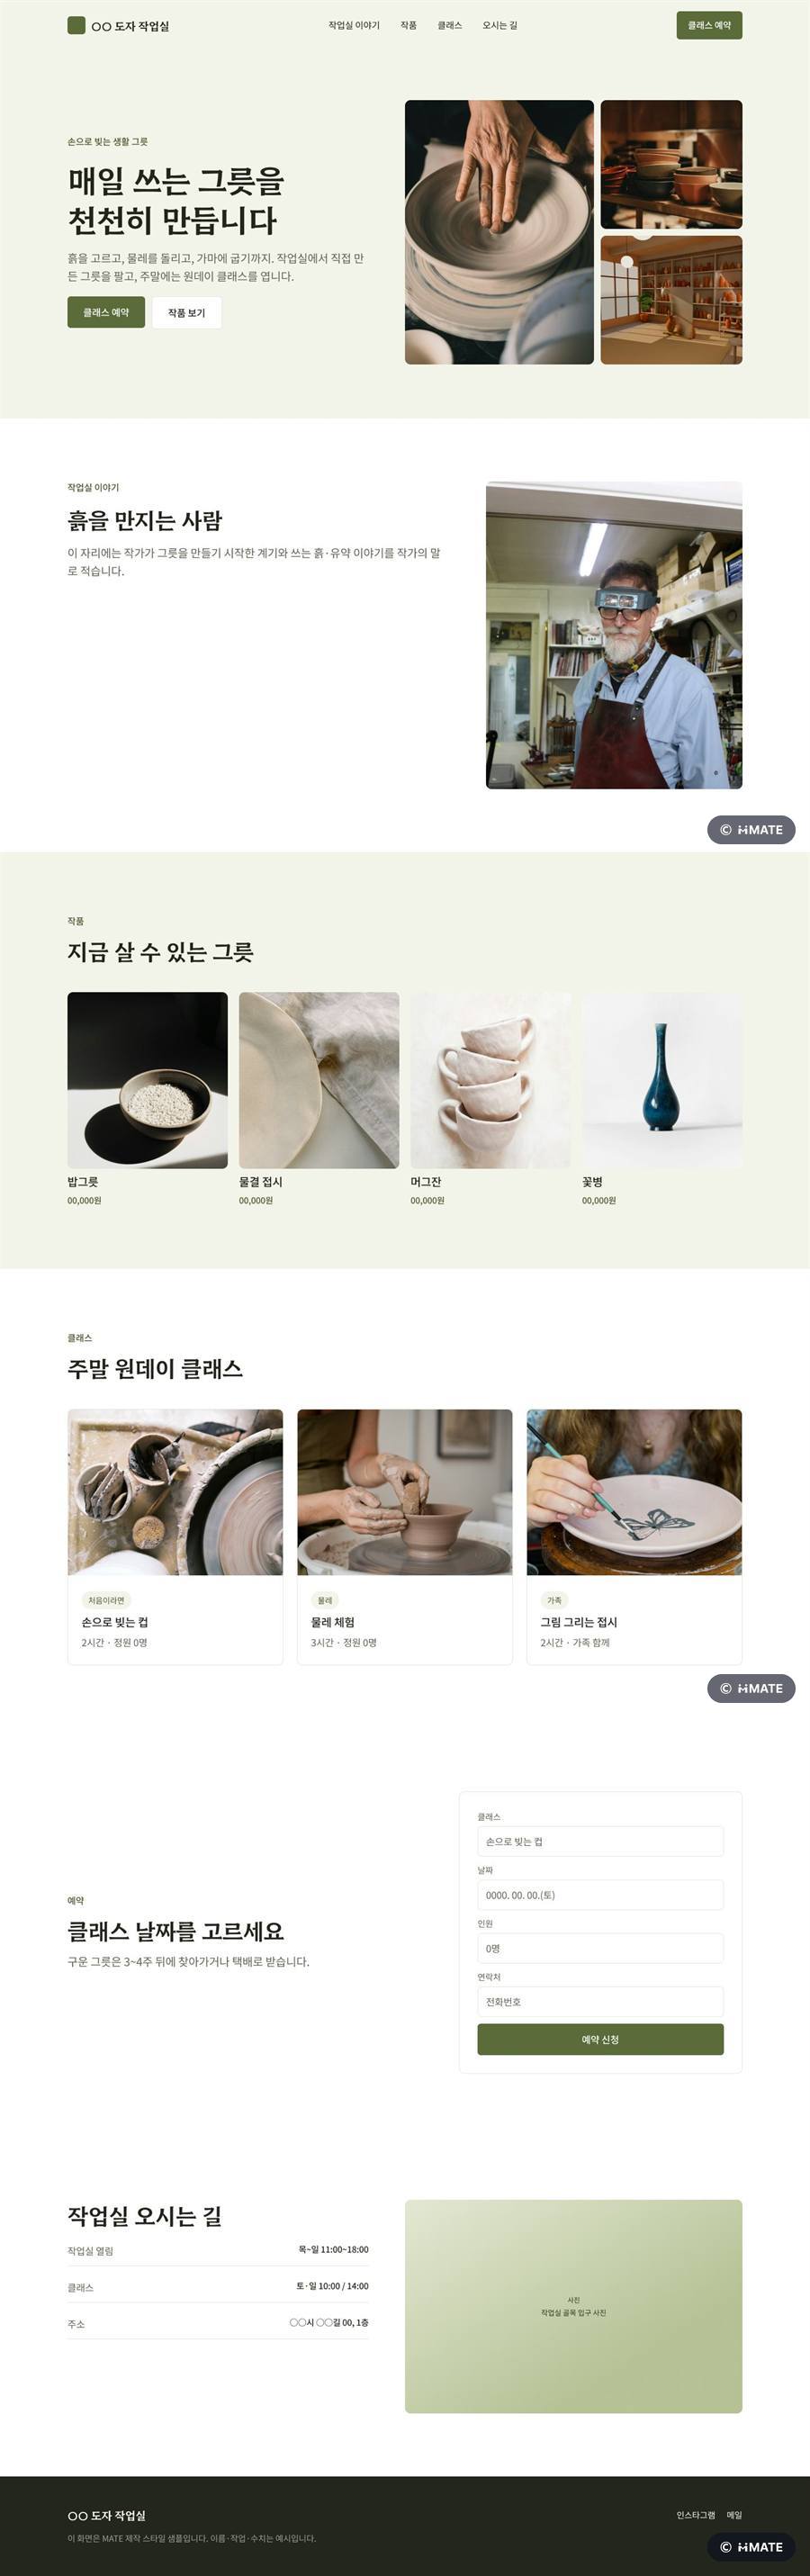 ○○ 도자 작업실
작업실 이야기
작품
클래스
오시는 길
클래스 예약
손으로 빚는 생활 그릇
매일 쓰는 그릇을
천천히 만듭니다
흙을 고르고, 물레를 돌리고, 가마에 굽기까지. 작업실에서 직접 만
든 그릇을 팔고, 주말에는 원데이 클래스를 엽니다.
클래스 예약
작품 보기
작업실 이야기
흙을 만지는 사람
이 자리에는 작가가 그릇을 만들기 시작한 계기와 쓰는 흙·유약 이야기를 작가의 말
로 적습니다.
© MATE
작품
지금 살 수 있는 그릇
밥그릇
00,000원
물결 접시
00,000원
머그잔
00,000원
꽃병
00,000원
클래스
주말 원데이 클래스
처음이라면
손으로 빚는 컵
2시간 · 정원 0명
물레
물레 체험
3시간 · 정원 0명
가족
그림 그리는 접시
2시간 · 가족 함께
© MATE
예약
클래스 날짜를 고르세요
구운 그릇은 3~4주 뒤에 찾아가거나 택배로 받습니다.
클래스
손으로 빚는 컵
날짜
0000. 00. 00.(토)
인원
0명
연락처
전화번호
예약 신청
작업실 오시는 길
작업실 열림
목~일 11:00~18:00
클래스
토·일 10:00 / 14:00
주소
○○시 ○○길 00, 1층
사진
작업실 골목 입구 사진
○○ 도자 작업실
이 화면은 MATE 제작 스타일 샘플입니다. 이름·작업·수치는 예시입니다.
인스타그램
메일
© MATE